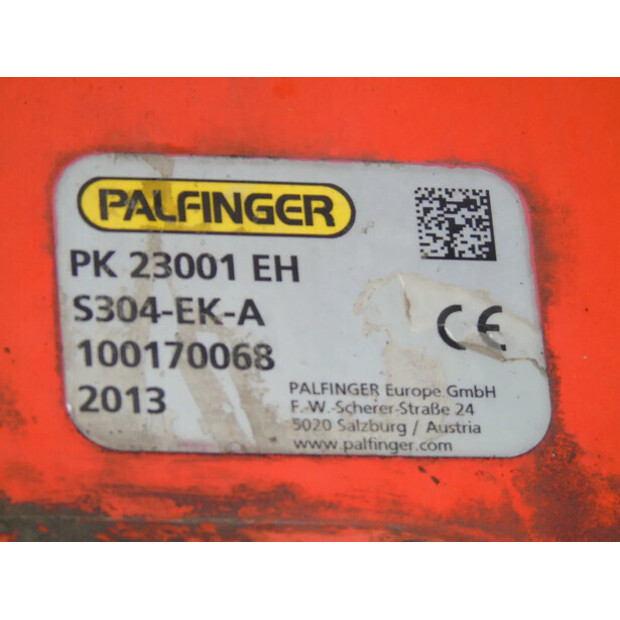 PALFINGER
PK 23001 EH
S304-EK-A
100170068
2013
CE
PALFINGER Europe GmbH
F.-W.-Scherer-Straße 24
5020 Salzburg / Austria
www.palfinger.com